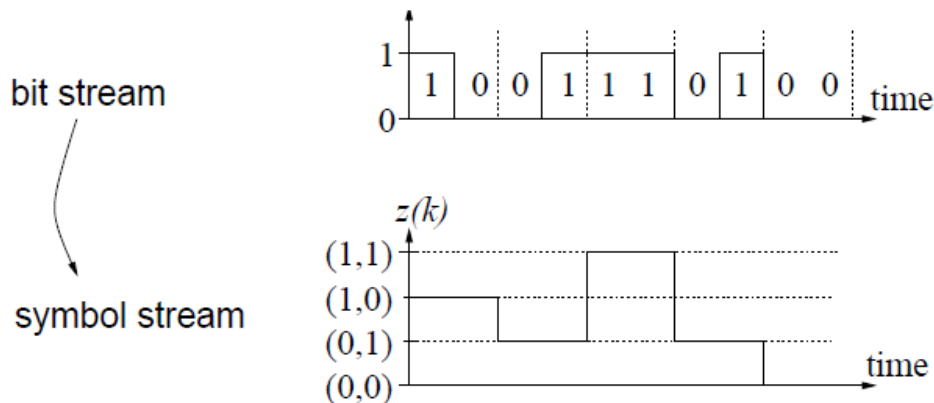 1
1 0 0 1 1 1 0 1 0 0
bit stream
0
time
z(k)
(1,1)
(1,0)
symbol stream
(0,1)
time
(0,0)